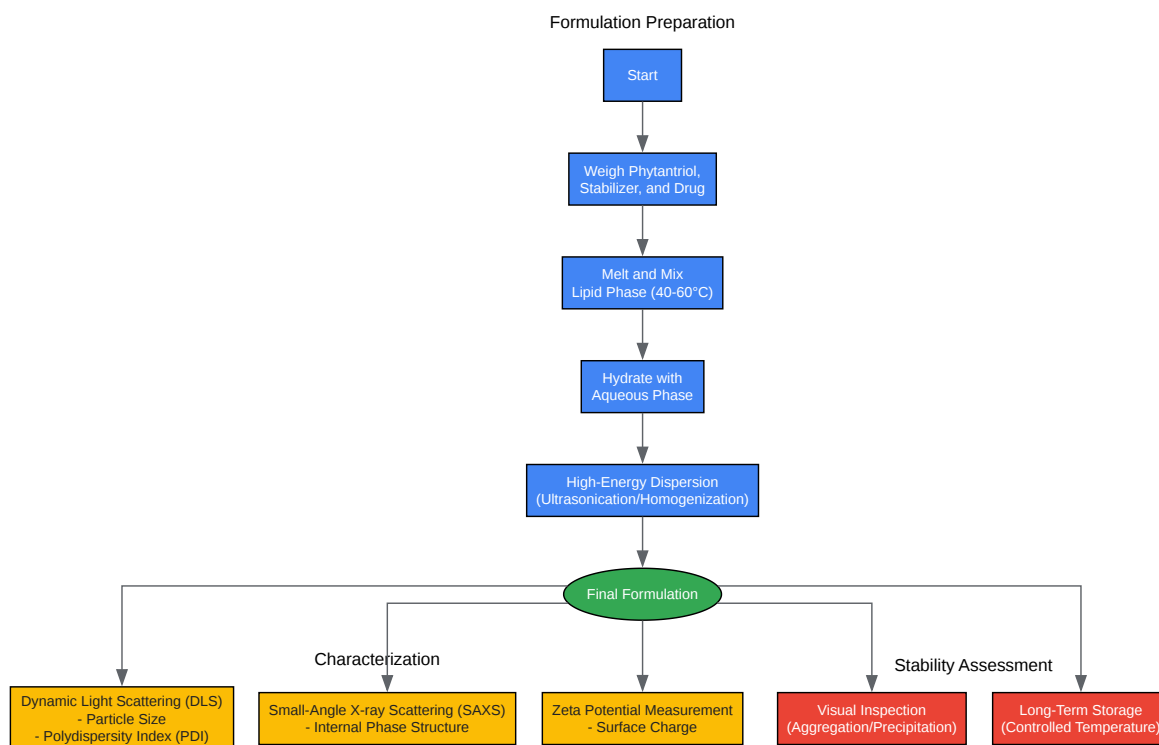 Formulation Preparation
Start
Weigh Phytantriol,
Stabilizer, and Drug
Melt and Mix
Lipid Phase (40-60°C)
Hydrate with
Aqueous Phase
High-Energy Dispersion
(Ultrasonication/Homogenization)
Final Formulation
Characterization
Stability Assessment
Dynamic Light Scattering (DLS)
- Particle Size
- Polydispersity Index (PDI)
Small-Angle X-ray Scattering (SAXS)
- Internal Phase Structure
Zeta Potential Measurement
- Surface Charge
Visual Inspection
(Aggregation/Precipitation)
Long-Term Storage
(Controlled Temperature)